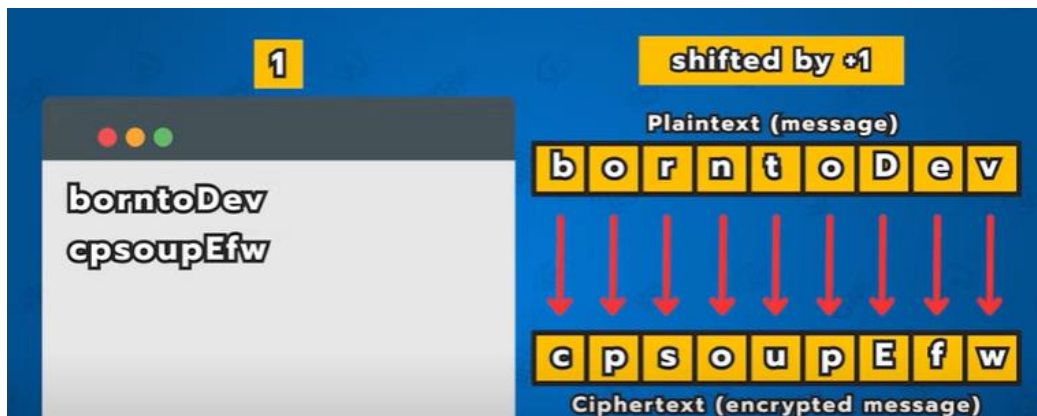 1
borntoDev
cpsoupEfw
shifted by +1
Plaintext (message)
b o r n t o D e v
c p s o u p E f w
Ciphertext (encrypted message)